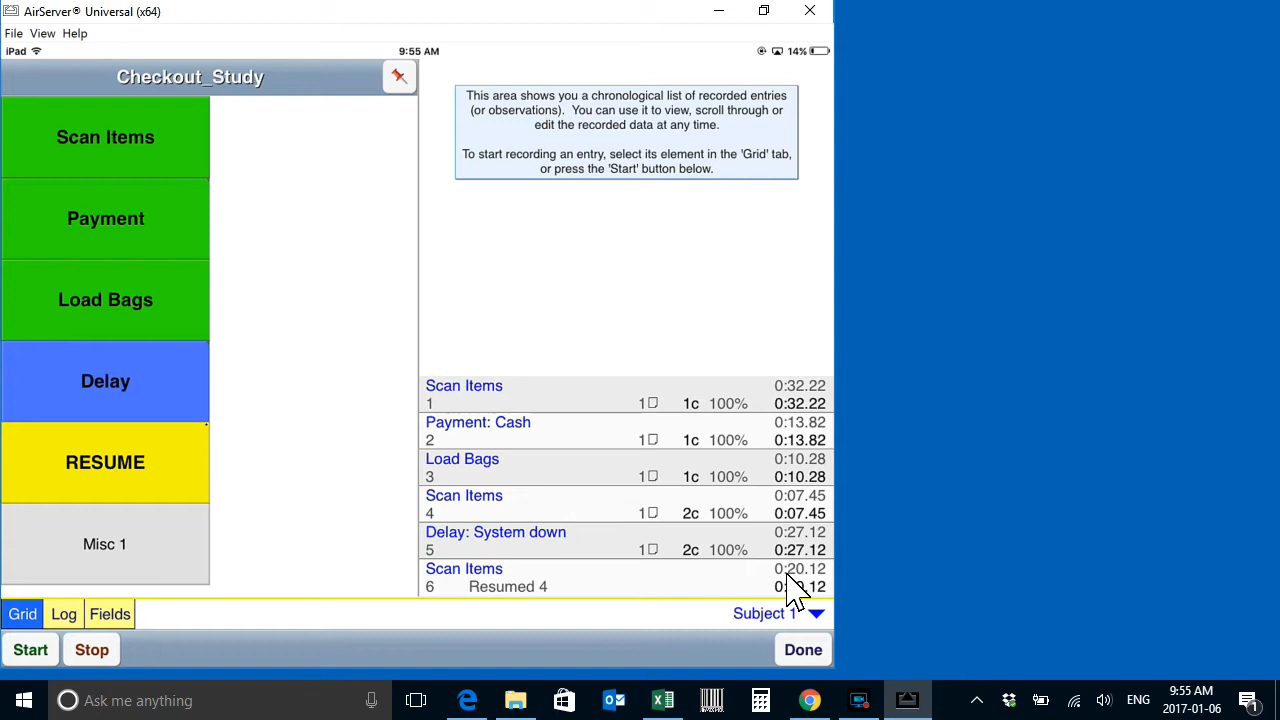 AirServer® Universal (x64)
File View Help
iPad 9:55 AM 14%
Checkout_Study
Scan Items
Payment
Load Bags
Delay
RESUME
Misc 1
This area shows you a chronological list of recorded entries
(or observations). You can use it to view, scroll through or
edit the recorded data at any time.
To start recording an entry, select its element in the 'Grid' tab,
or press the 'Start' button below.
Scan Items 0:32.22
1 1 1c 100% 0:32.22
Payment: Cash 0:13.82
2 1 1c 100% 0:13.82
Load Bags 0:10.28
3 1 1c 100% 0:10.28
Scan Items 0:07.45
4 1 2c 100% 0:07.45
Delay: System down 0:27.12
5 1 2c 100% 0:27.12
Scan Items 0:20.12
6 Resumed 4
Grid Log Fields Subject 1
Start Stop Done
Ask me anything
ENG
9:55 AM
2017-01-06
1